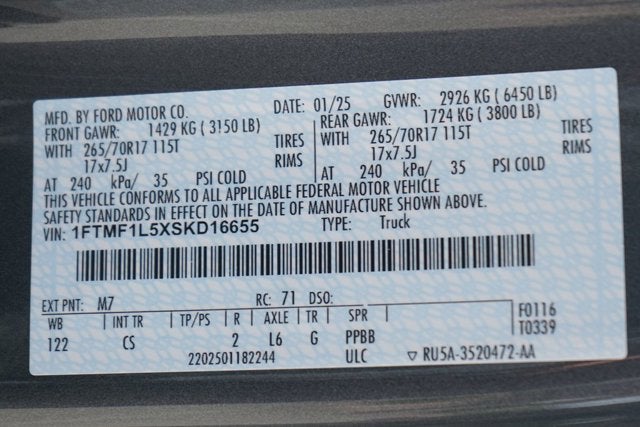 MFD. BY FORD MOTOR CO. DATE: 01/25 GVWR: 2926 KG ( 6450 LB)
FRONT GAWR: 1429 KG ( 3150 LB) REAR GAWR: 1724 KG ( 3800 LB)
WITH 265/70R17 115T TIRES WITH 265/70R17 115T TIRES
17x7.5J RIMS 17x7.5J RIMS
AT 240 kPa/ 35 PSI COLD AT 240 kPa/ 35 PSI COLD
THIS VEHICLE CONFORMS TO ALL APPLICABLE FEDERAL MOTOR VEHICLE
SAFETY STANDARDS IN EFFECT ON THE DATE OF MANUFACTURE SHOWN ABOVE.
VIN: 1FTMF1L5XSKD16655 TYPE: Truck
EXT PNT: M7 RC: 71 DSO:
WB INT TR TP/PS R AXLE TR SPR F0116
122 CS 2 L6 G PPBB T0339
2202501182244 ULC ▽ RU5A-3520472-AA